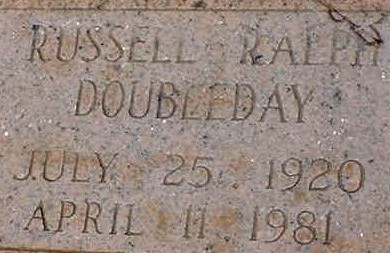 RUSSELL RALPH
DOUBLEDAY
JULY 25, 1920
APRIL 11, 1981